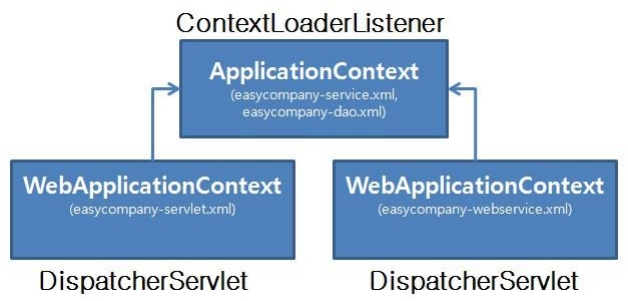 ContextLoaderListener
ApplicationContext
(easycompany-service.xml,
easycompany-dao.xml)
WebApplicationContext
(easycompany-servlet.xml)
DispatcherServlet
WebApplicationContext
(easycompany-webservice.xml)
DispatcherServlet